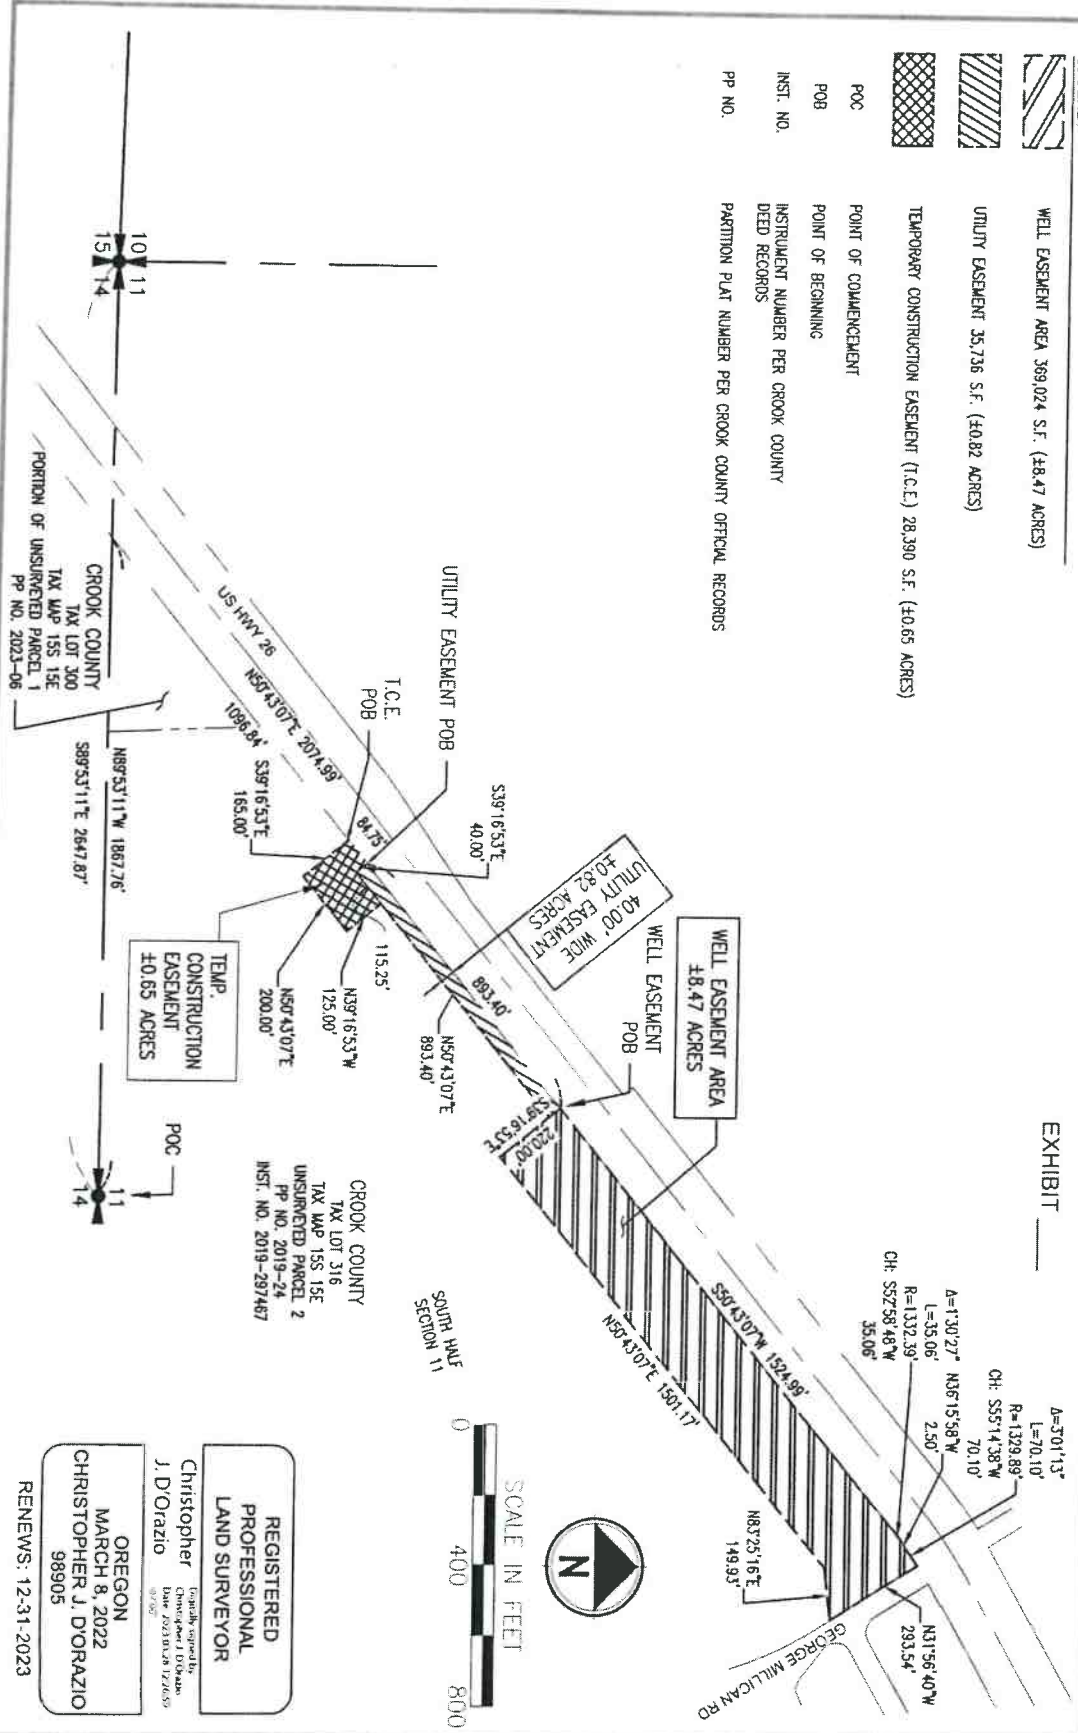 EXHIBIT
WELL EASEMENT AREA 369,024 S.F. (±8.47 ACRES)
UTILITY EASEMENT 35,736 S.F. (±0.82 ACRES)
TEMPORARY CONSTRUCTION EASEMENT (T.C.E.) 28,390 S.F. (±0.65 ACRES)
POC POINT OF COMMENCEMENT
POB POINT OF BEGINNING
INST. NO. INSTRUMENT NUMBER PER CROOK COUNTY
DEED RECORDS
PP NO. PARTITION PLAT NUMBER PER CROOK COUNTY OFFICIAL RECORDS
Δ=3°01'13"
L=70.10'
R=1329.89'
CH: S55°14'38"W
70.10'
N36°15'58"W
2.50'
Δ=1°30'27"
L=35.06'
R=1332.39'
CH: S52°58'48"W
35.06'
N31°56'40"W
293.54'
GEORGE MILLICAN RD
N83°25'16"E
149.93'
S50°43'07"W 1524.99'
N50°43'07"E 1501.17'
WELL EASEMENT AREA
±8.47 ACRES
WELL EASEMENT
POB
S39°16'53"E
220.00'
40.00' WIDE
UTILITY EASEMENT
±0.82 ACRES
893.40'
N50°43'07"E
893.40'
S39°16'53"E
40.00'
UTILITY EASEMENT POB
T.C.E.
POB
84.75'
115.25'
N39°16'53"W
125.00'
N50°43'07"E
200.00'
S39°16'53"E
165.00'
TEMP.
CONSTRUCTION
EASEMENT
±0.65 ACRES
US HWY 26
N50°43'07"E 2074.99'
1096.84'
10 11
15 14
CROOK COUNTY
TAX LOT 300
TAX MAP 15S 15E
PORTION OF UNSURVEYED PARCEL 1
PP NO. 2023-06
N89°53'11"W 1867.76'
S89°53'11"E 2647.87'
POC
11
14
CROOK COUNTY
TAX LOT 316
TAX MAP 15S 15E
UNSURVEYED PARCEL 2
PP NO. 2019-24
INST. NO. 2019-297467
SOUTH HALF
SECTION 11
N
SCALE IN FEET
0 400 800
REGISTERED
PROFESSIONAL
LAND SURVEYOR
Christopher
J. D'Orazio
Digitally signed by
Christopher J. D'Orazio
OREGON
MARCH 8, 2022
CHRISTOPHER J. D'ORAZIO
98905
RENEWS: 12-31-2023